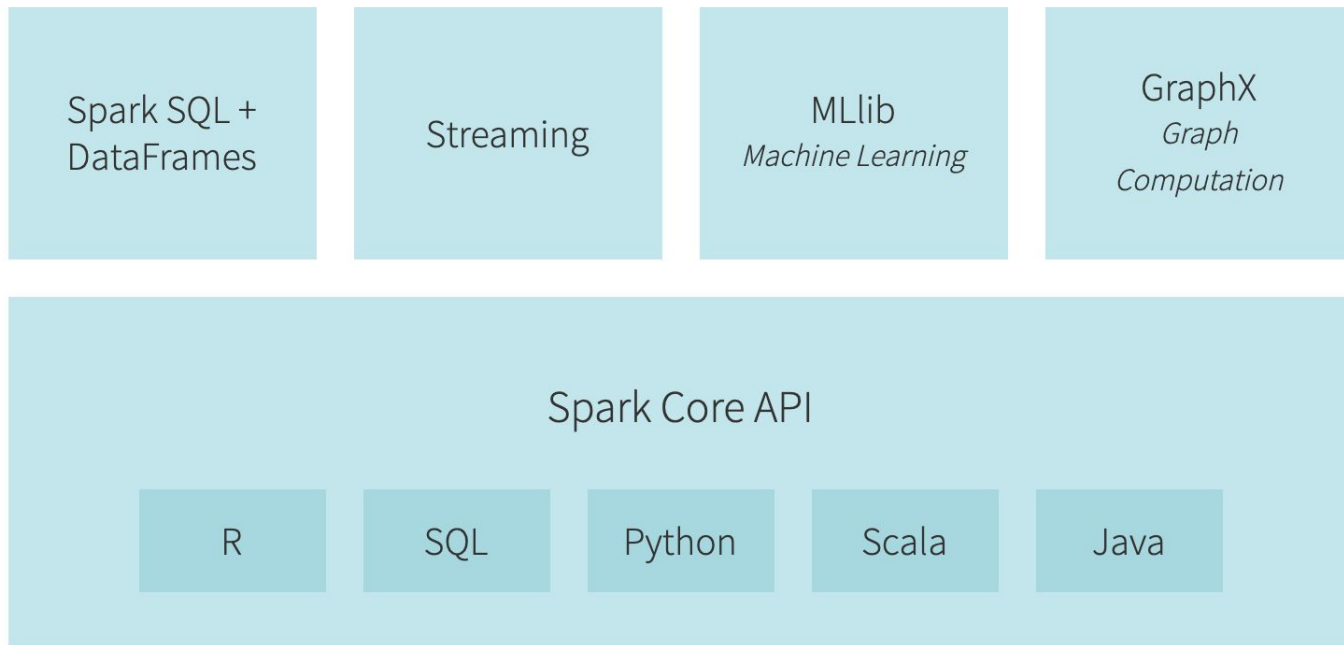 Spark SQL +
DataFrames
Streaming
MLlib
Machine Learning
GraphX
Graph
Computation
Spark Core API
R
SQL
Python
Scala
Java